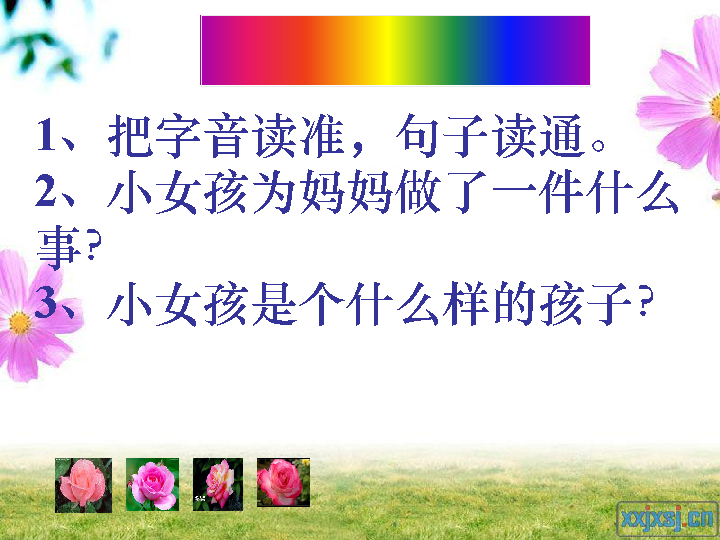 1、把字音读准，句子读通。
2、小女孩为妈妈做了一件什么
事?
3、小女孩是个什么样的孩子?
xxjxsj.cn